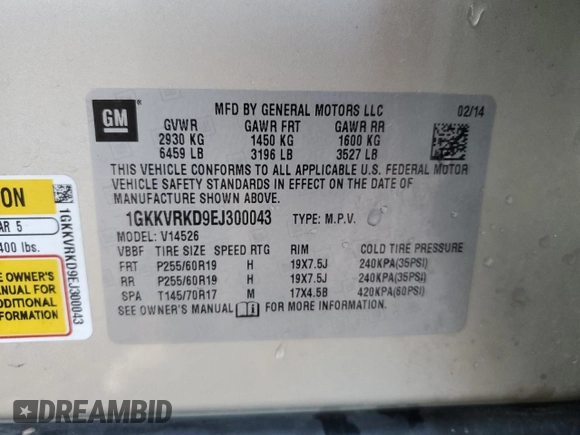 GM
MFD BY GENERAL MOTORS LLC
02/14
GVWR GAWR FRT GAWR RR
2930 KG 1450 KG 1600 KG
6459 LB 3196 LB 3527 LB
THIS VEHICLE CONFORMS TO ALL APPLICABLE U.S. FEDERAL MOTOR
VEHICLE SAFETY STANDARDS IN EFFECT ON THE DATE OF
MANUFACTURE SHOWN ABOVE.
1GKKVRKD9EJ300043 TYPE: M.P.V.
MODEL: V14526
VBBF TIRE SIZE SPEED RTG RIM COLD TIRE PRESSURE
FRT P255/60R19 H 19X7.5J 240KPA(35PSI)
RR P255/60R19 H 19X7.5J 240KPA(35PSI)
SPA T145/70R17 M 17X4.5B 420KPA(60PSI)
SEE OWNER'S MANUAL FOR MORE INFORMATION.
ION
AR 5
400 lbs.
EE OWNER'S
MANUAL FOR
ADDITIONAL
FORMATION
1GKKVRKD9EJ300043
DREAMBID